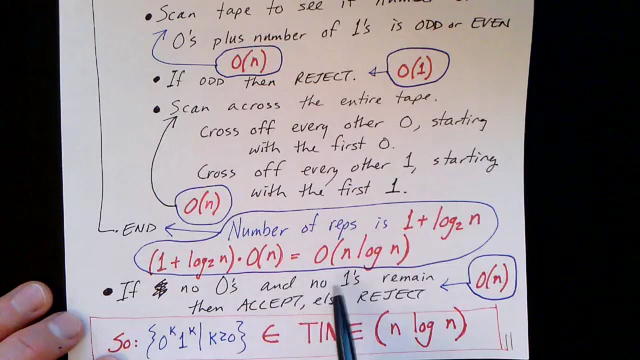 • Scan tape to see if number of
0's plus number of 1's is ODD or EVEN
O(n)
• If ODD then REJECT. O(1)
• Scan across the entire tape.
Cross off every other 0, starting
with the first 0.
Cross off every other 1, starting
with the first 1.
O(n)
END Number of reps is 1 + log₂ n
(1 + log₂ n) · O(n) = O(n log n)
• If no 0's and no 1's remain O(n)
then ACCEPT, else REJECT
So: {0ᵏ1ᵏ | k≥0} ∈ TIME (n log n)